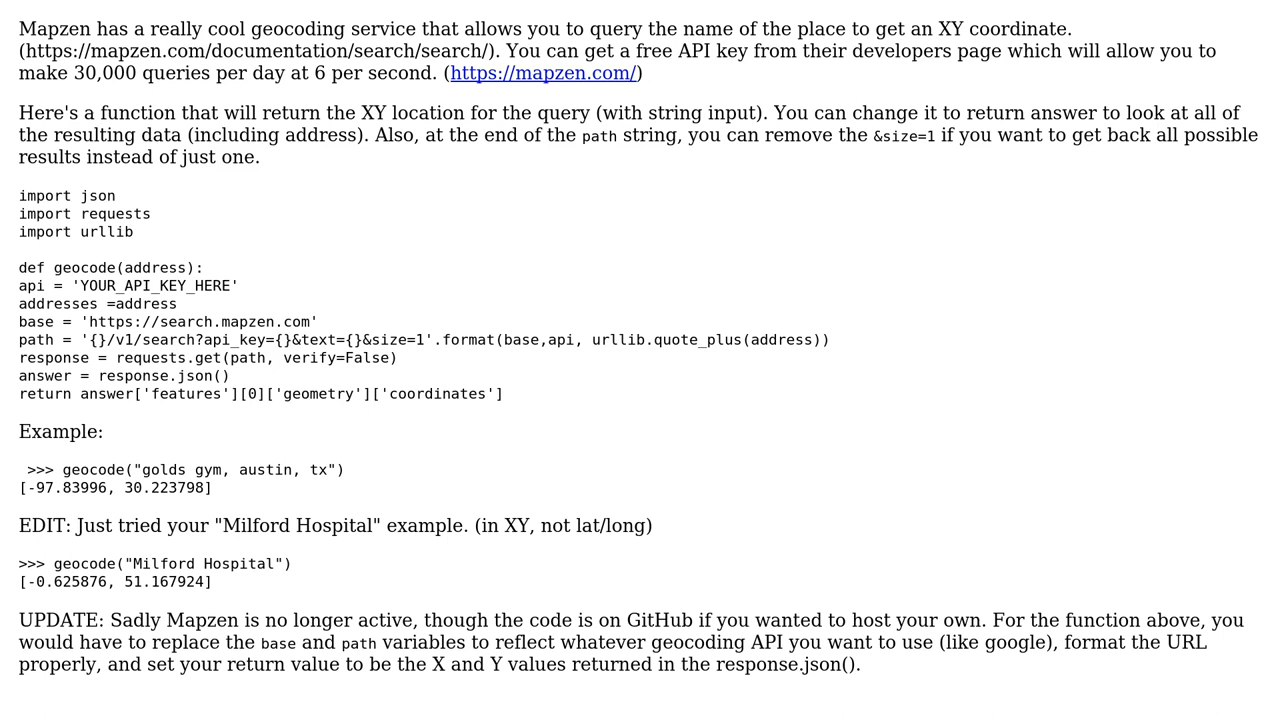 Mapzen has a really cool geocoding service that allows you to query the name of the place to get an XY coordinate.
(https://mapzen.com/documentation/search/search/). You can get a free API key from their developers page which will allow you to
make 30,000 queries per day at 6 per second. (https://mapzen.com/)
Here's a function that will return the XY location for the query (with string input). You can change it to return answer to look at all of
the resulting data (including address). Also, at the end of the path string, you can remove the &size=1 if you want to get back all possible
results instead of just one.
import json
import requests
import urllib
def geocode(address):
api = 'YOUR_API_KEY_HERE'
addresses =address
base = 'https://search.mapzen.com'
path = '{}/v1/search?api_key={}&text={}&size=1'.format(base,api, urllib.quote_plus(address))
response = requests.get(path, verify=False)
answer = response.json()
return answer['features'][0]['geometry']['coordinates']
Example:
>>> geocode("golds gym, austin, tx")
[-97.83996, 30.223798]
EDIT: Just tried your "Milford Hospital" example. (in XY, not lat/long)
>>> geocode("Milford Hospital")
[-0.625876, 51.167924]
UPDATE: Sadly Mapzen is no longer active, though the code is on GitHub if you wanted to host your own. For the function above, you
would have to replace the base and path variables to reflect whatever geocoding API you want to use (like google), format the URL
properly, and set your return value to be the X and Y values returned in the response.json().